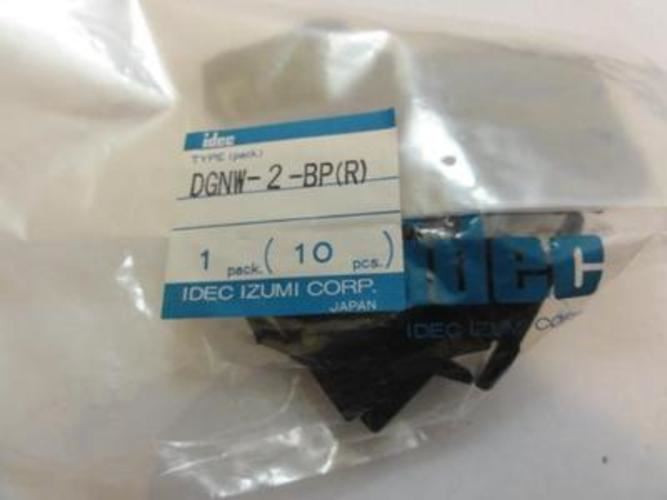 idec
TYPE (pack)
DGNW-2-BP(R)
1 pack. ( 10 pcs.)
IDEC IZUMI CORP.
JAPAN
idec
IDEC IZUMI CORP.